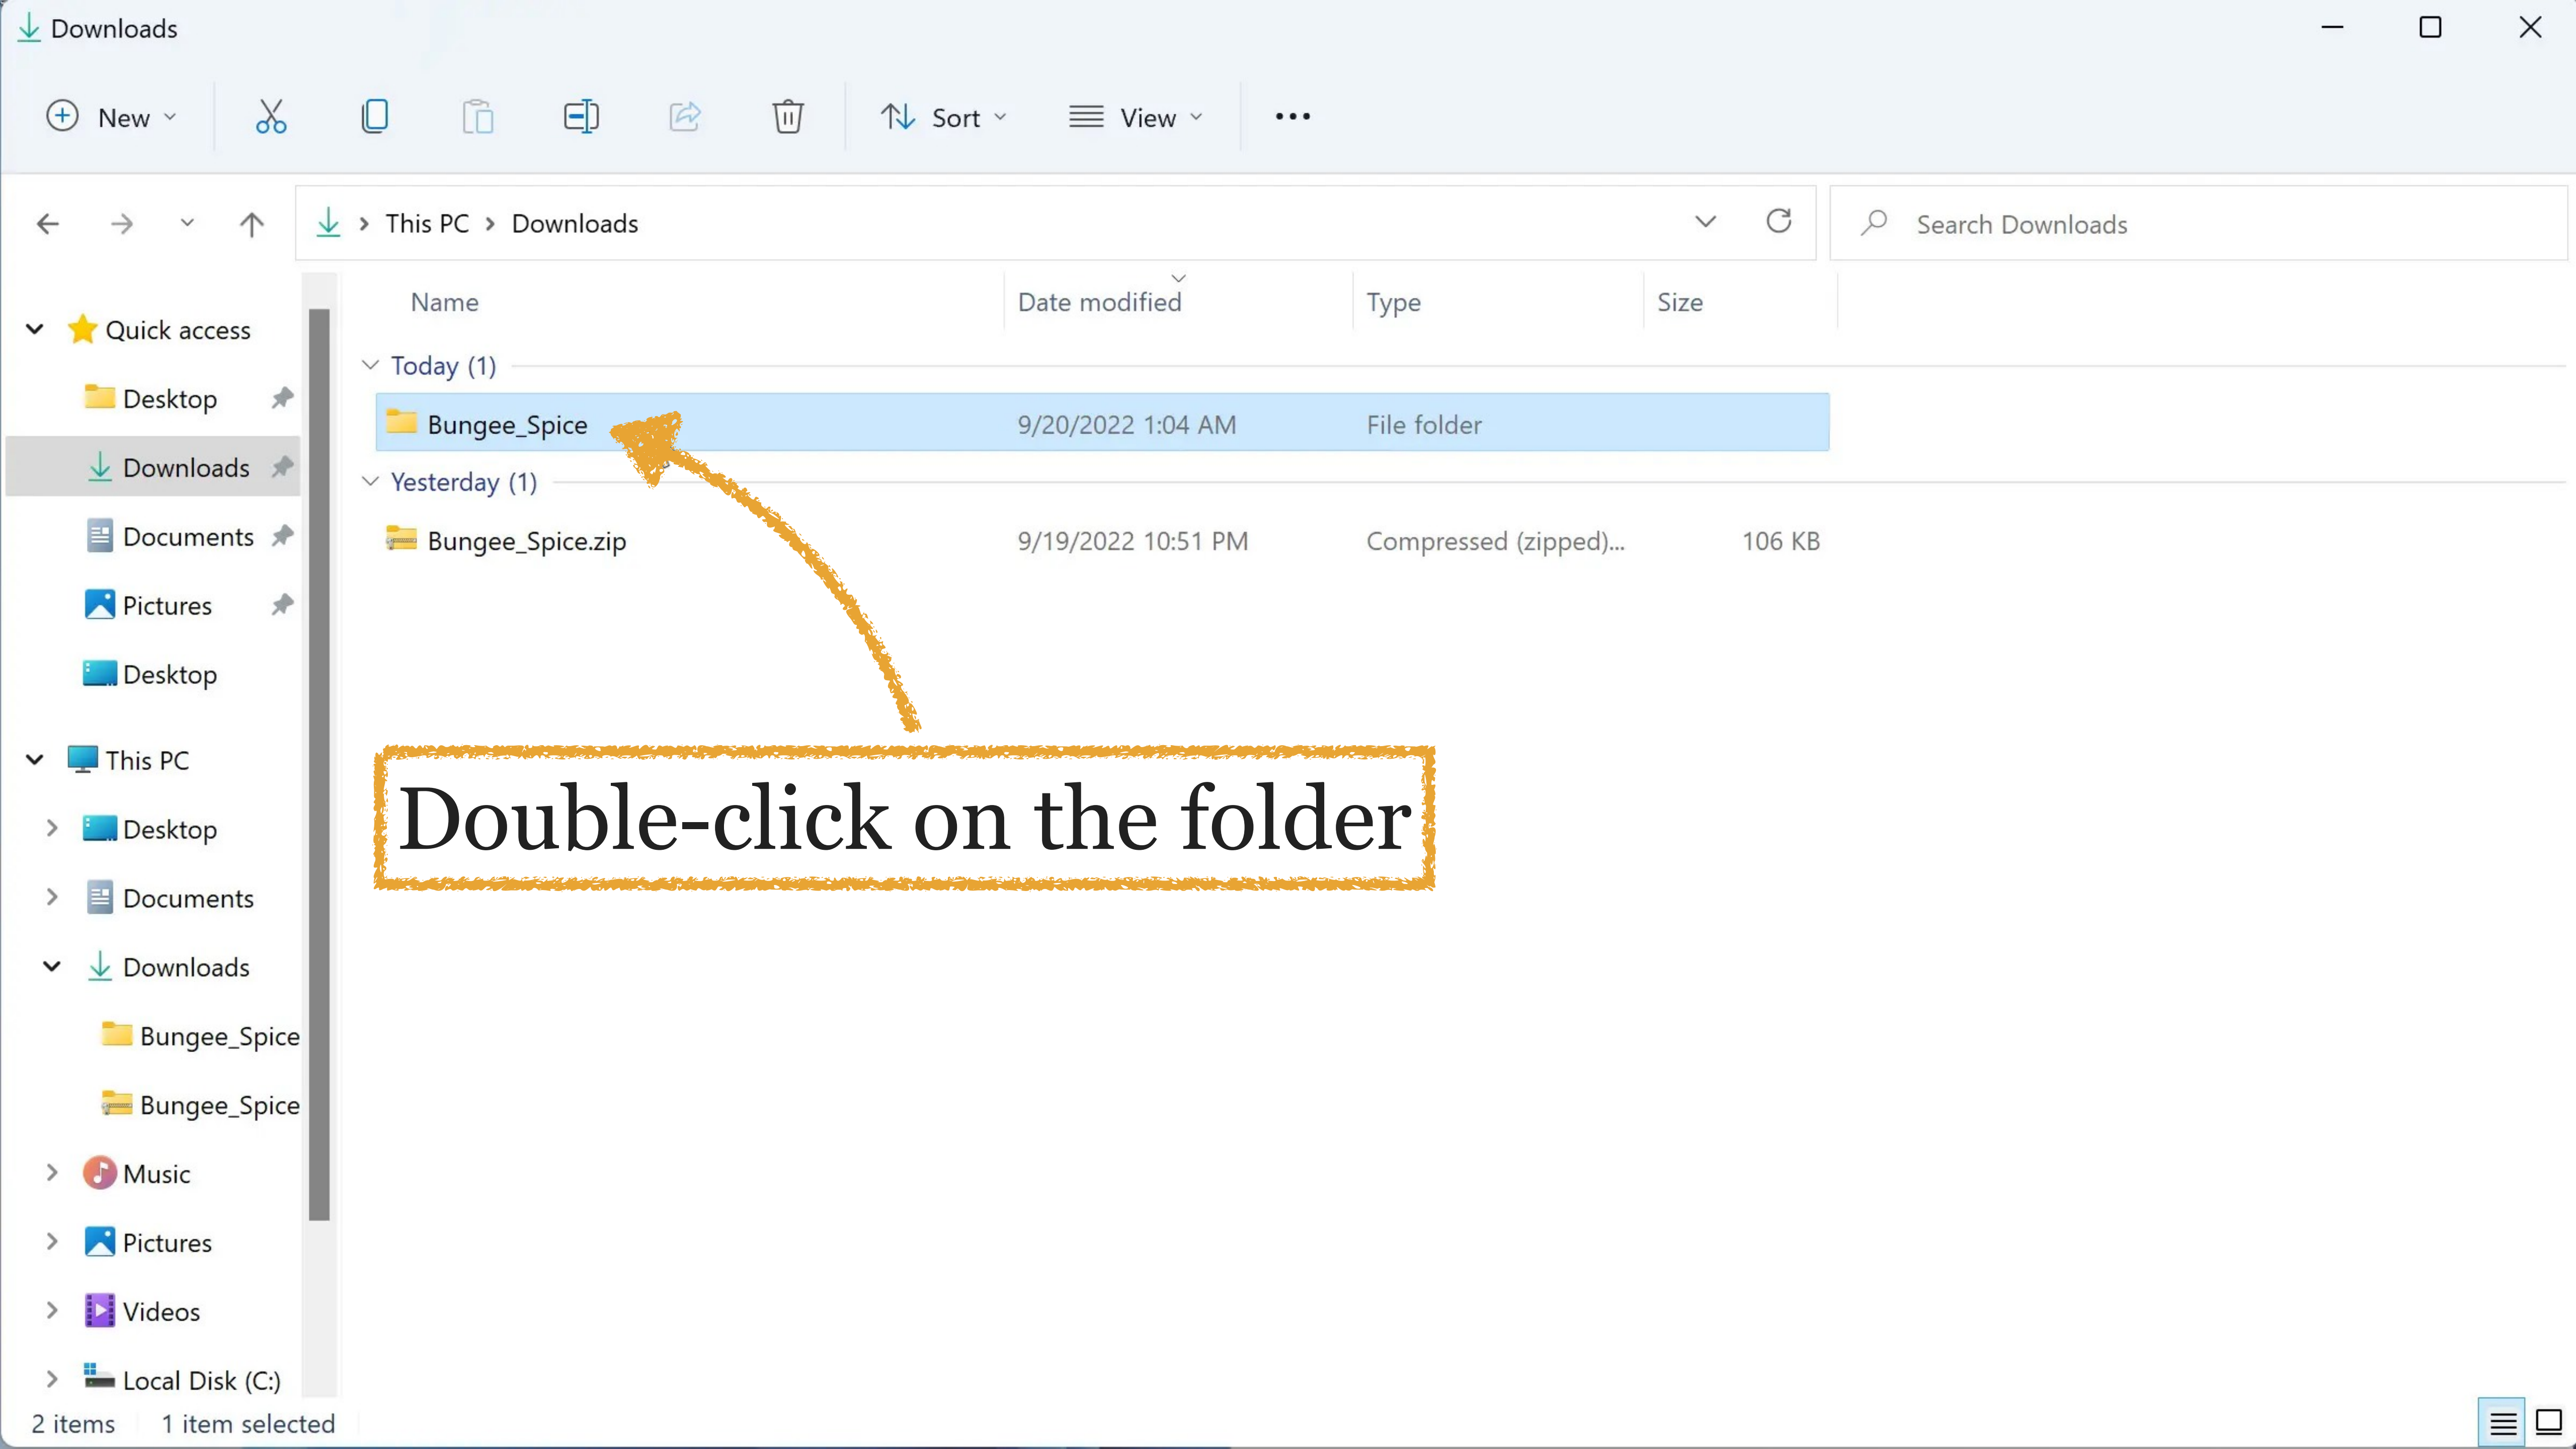 Downloads
New
Sort
View
This PC > Downloads
Search Downloads
Name Date modified Type Size
Quick access
Desktop
Downloads
Documents
Pictures
Desktop
This PC
Desktop
Documents
Downloads
Bungee_Spice
Bungee_Spice
Music
Pictures
Videos
Local Disk (C:)
Today (1)
Bungee_Spice 9/20/2022 1:04 AM File folder
Yesterday (1)
Bungee_Spice.zip 9/19/2022 10:51 PM Compressed (zipped)... 106 KB
Double-click on the folder
2 items 1 item selected